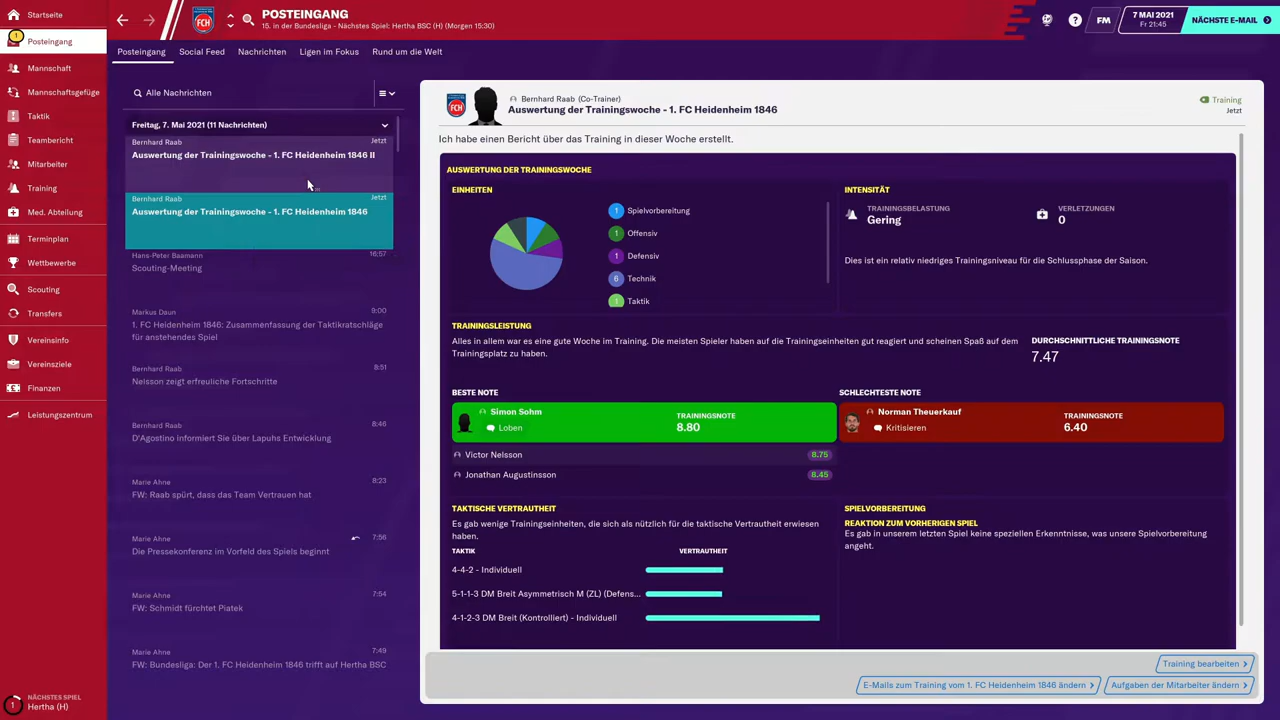 Startseite
1
Posteingang
Mannschaft
Mannschaftsgefüge
Taktik
Teambericht
Mitarbeiter
Training
Med. Abteilung
Terminplan
Wettbewerbe
Scouting
Transfers
Vereinsinfo
Vereinsziele
Finanzen
Leistungszentrum
1
NÄCHSTES SPIEL
Hertha (H)
FCH
POSTEINGANG
15. in der Bundesliga - Nächstes Spiel: Hertha BSC (H) (Morgen 15:30)
?
FM
7 MAI 2021
Fr 21:45
NÄCHSTE E-MAIL
Posteingang
Social Feed
Nachrichten
Ligen im Fokus
Rund um die Welt
Alle Nachrichten
Freitag, 7. Mai 2021 (11 Nachrichten)
Bernhard Raab
Jetzt
Auswertung der Trainingswoche - 1. FC Heidenheim 1846 II
Bernhard Raab
Jetzt
Auswertung der Trainingswoche - 1. FC Heidenheim 1846
Hans-Peter Baamann
16:57
Scouting-Meeting
Markus Daun
9:00
1. FC Heidenheim 1846: Zusammenfassung der Taktikratschläge
für anstehendes Spiel
Bernhard Raab
8:51
Nelsson zeigt erfreuliche Fortschritte
Bernhard Raab
8:46
D'Agostino informiert Sie über Lapuhs Entwicklung
Marie Ahne
8:23
FW: Raab spürt, dass das Team Vertrauen hat
Marie Ahne
7:56
Die Pressekonferenz im Vorfeld des Spiels beginnt
Marie Ahne
7:54
FW: Schmidt fürchtet Piatek
Marie Ahne
7:49
FW: Bundesliga: Der 1. FC Heidenheim 1846 trifft auf Hertha BSC
FCH
Bernhard Raab (Co-Trainer)
Auswertung der Trainingswoche - 1. FC Heidenheim 1846
Training
Jetzt
Ich habe einen Bericht über das Training in dieser Woche erstellt.
AUSWERTUNG DER TRAININGSWOCHE
EINHEITEN
1 Spielvorbereitung
1 Offensiv
1 Defensiv
6 Technik
1 Taktik
INTENSITÄT
TRAININGSBELASTUNG
Gering
VERLETZUNGEN
0
Dies ist ein relativ niedriges Trainingsniveau für die Schlussphase der Saison.
TRAININGSLEISTUNG
Alles in allem war es eine gute Woche im Training. Die meisten Spieler haben auf die Trainingseinheiten gut reagiert und scheinen Spaß auf dem
Trainingsplatz zu haben.
DURCHSCHNITTLICHE TRAININGSNOTE
7.47
BESTE NOTE
Simon Sohm
Loben
TRAININGSNOTE
8.80
Victor Nelsson
8.75
Jonathan Augustinsson
8.45
SCHLECHTESTE NOTE
Norman Theuerkauf
Kritisieren
TRAININGSNOTE
6.40
TAKTISCHE VERTRAUTHEIT
Es gab wenige Trainingseinheiten, die sich als nützlich für die taktische Vertrautheit erwiesen
haben.
TAKTIK
VERTRAUTHEIT
4-4-2 - Individuell
5-1-1-3 DM Breit Asymmetrisch M (ZL) (Defens...
4-1-2-3 DM Breit (Kontrolliert) - Individuell
SPIELVORBEREITUNG
REAKTION ZUM VORHERIGEN SPIEL
Es gab in unserem letzten Spiel keine speziellen Erkenntnisse, was unsere Spielvorbereitung
angeht.
Training bearbeiten
E-Mails zum Training vom 1. FC Heidenheim 1846 ändern
Aufgaben der Mitarbeiter ändern